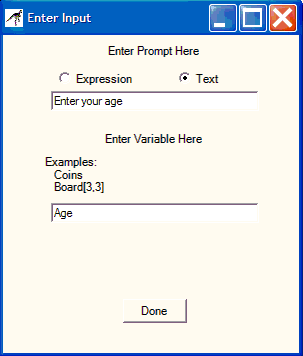 Enter Input
Enter Prompt Here
Expression Text
Enter your age
Enter Variable Here
Examples:
Coins
Board[3,3]
Age
Done